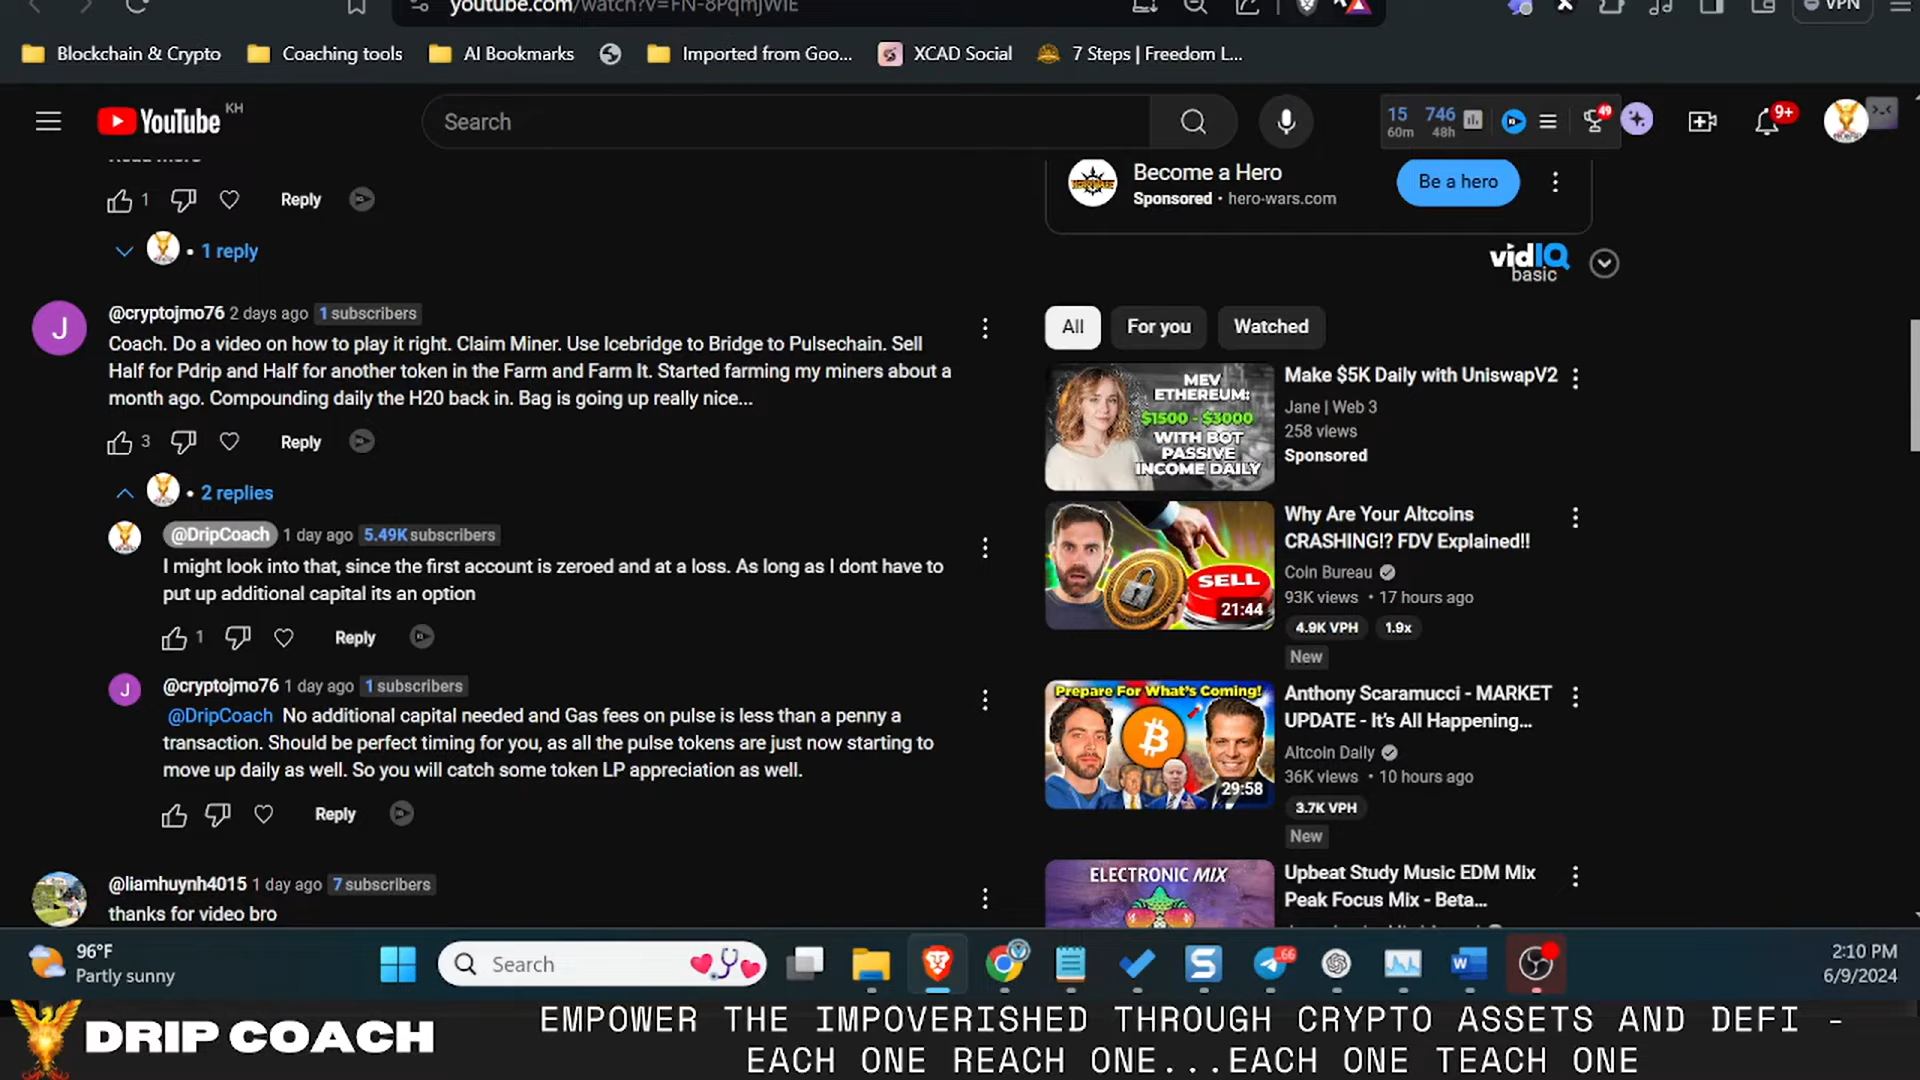 youtube.com/watch?v=FN-8PqmjWiE
VPN
Blockchain & Crypto
Coaching tools
AI Bookmarks
Imported from Goo...
XCAD Social
7 Steps | Freedom L...
YouTube KH
Search
15 746
60m 48h
49
9+
Read more
1
Reply
1 reply
@cryptojmo76 2 days ago 1 subscribers
Coach. Do a video on how to play it right. Claim Miner. Use Icebridge to Bridge to Pulsechain. Sell
Half for Pdrip and Half for another token in the Farm and Farm It. Started farming my miners about a
month ago. Compounding daily the H20 back in. Bag is going up really nice...
3
Reply
2 replies
@DripCoach 1 day ago 5.49K subscribers
I might look into that, since the first account is zeroed and at a loss. As long as I dont have to
put up additional capital its an option
1
Reply
J
@cryptojmo76 1 day ago 1 subscribers
@DripCoach No additional capital needed and Gas fees on pulse is less than a penny a
transaction. Should be perfect timing for you, as all the pulse tokens are just now starting to
move up daily as well. So you will catch some token LP appreciation as well.
Reply
@liamhuynh4015 1 day ago 7 subscribers
thanks for video bro
J
Become a Hero
Sponsored • hero-wars.com
Be a hero
vidIQ
basic
All
For you
Watched
MEV
ETHEREUM:
$1500 - $3000
WITH BOT
PASSIVE
INCOME DAILY
Make $5K Daily with UniswapV2
Jane | Web 3
258 views
Sponsored
SELL
21:44
Why Are Your Altcoins
CRASHING!? FDV Explained!!
Coin Bureau
93K views • 17 hours ago
4.9K VPH
1.9x
New
Prepare For What's Coming!
29:58
Anthony Scaramucci - MARKET
UPDATE - It's All Happening...
Altcoin Daily
36K views • 10 hours ago
3.7K VPH
New
ELECTRONIC MIX
Upbeat Study Music EDM Mix
Peak Focus Mix - Beta...
96°F
Partly sunny
Search
66
2:10 PM
6/9/2024
DRIP COACH
EMPOWER THE IMPOVERISHED THROUGH CRYPTO ASSETS AND DEFI -
EACH ONE REACH ONE...EACH ONE TEACH ONE